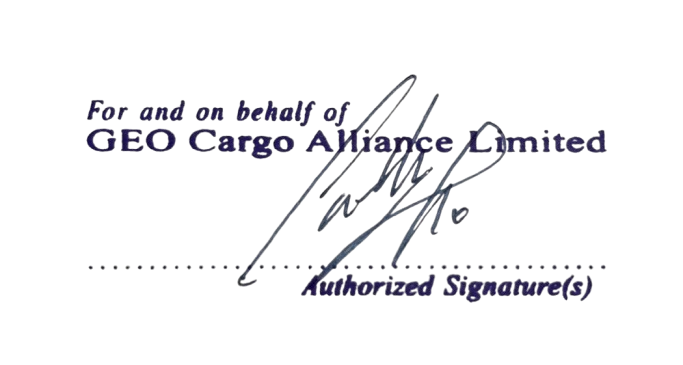 For and on behalf of
GEO Cargo Alliance Limited
Authorized Signature(s)